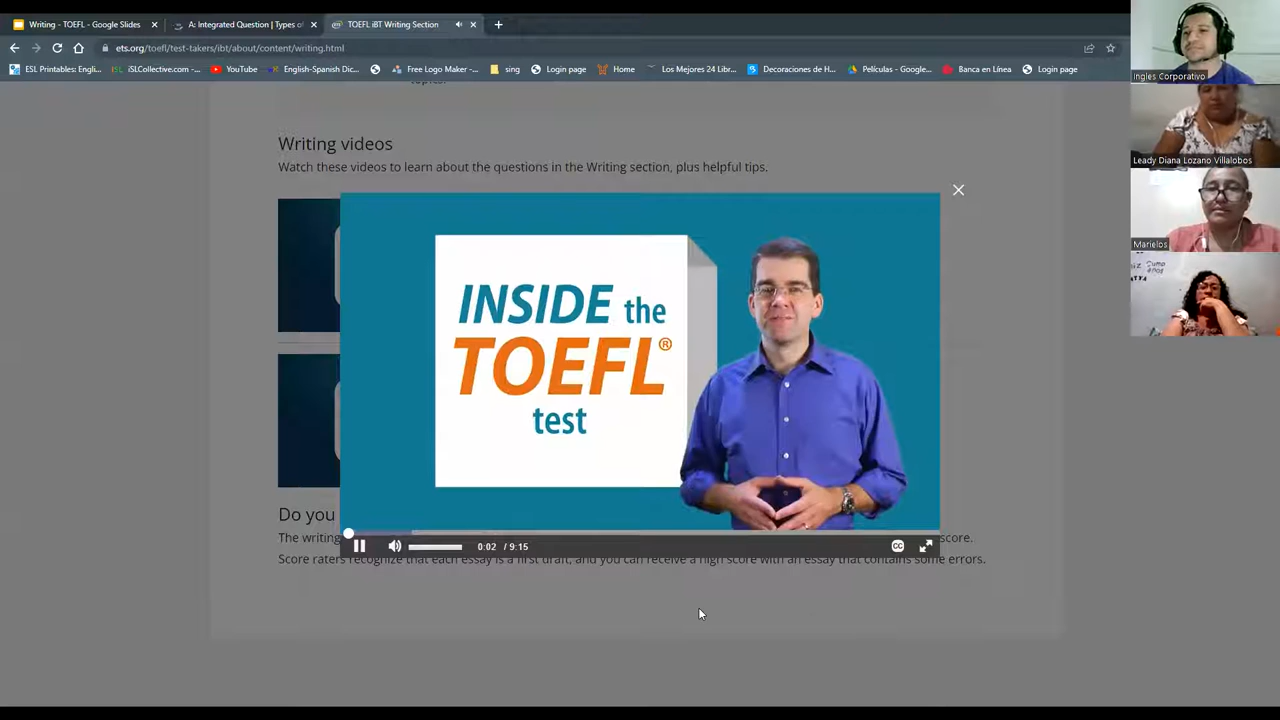 Writing - TOEFL - Google Slides
A: Integrated Question | Types o
TOEFL iBT Writing Section
ets.org/toefl/test-takers/ibt/about/content/writing.html
ESL Printables: Engli...
iSLCollective.com -...
YouTube
English-Spanish Dic...
Free Logo Maker -...
sing
Login page
Home
Los Mejores 24 Libr...
Decoraciones de H...
Películas - Google...
Banca en Línea
Login page
Ingles Corporativo
Leady Diana Lozano Villalobos
Marielos
Writing videos
Watch these videos to learn about the questions in the Writing section, plus helpful tips.
INSIDE the
TOEFL®
test
0:02 / 9:15
CC
Do you
The writing
score.
Score raters recognize that each essay is a first draft, and you can receive a high score with an essay that contains some errors.